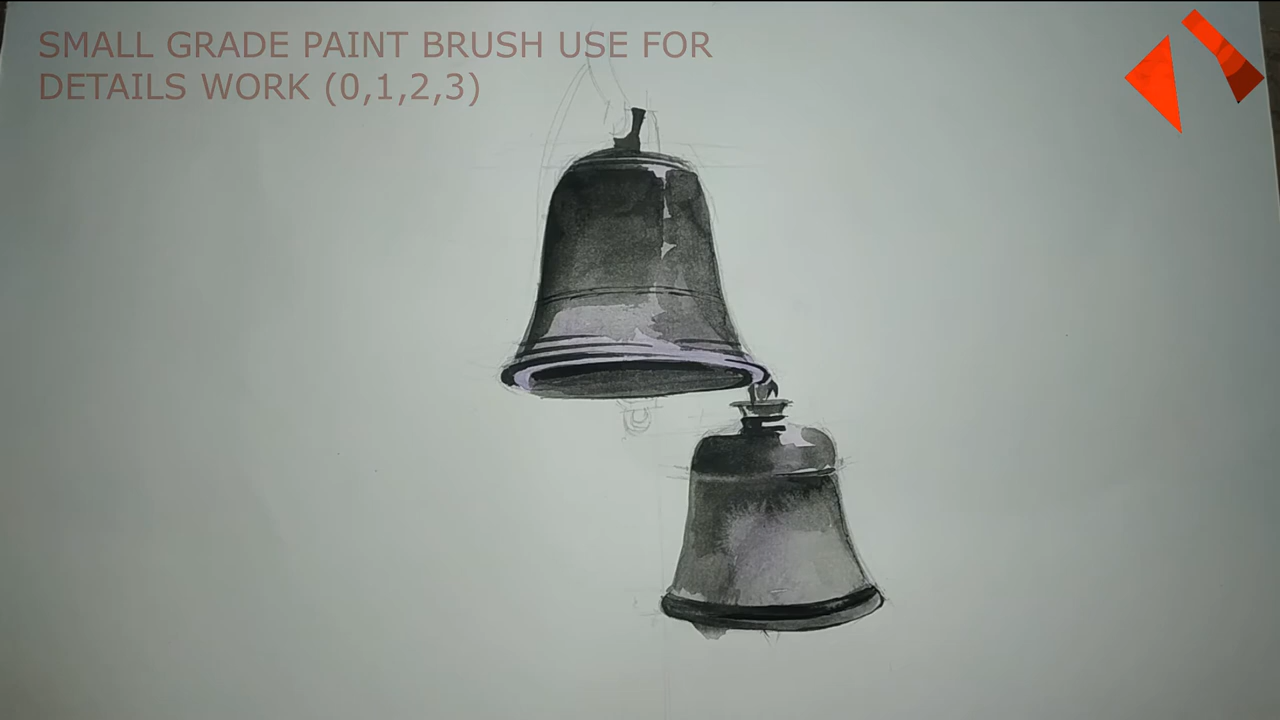 SMALL GRADE PAINT BRUSH USE FOR
DETAILS WORK (0,1,2,3)